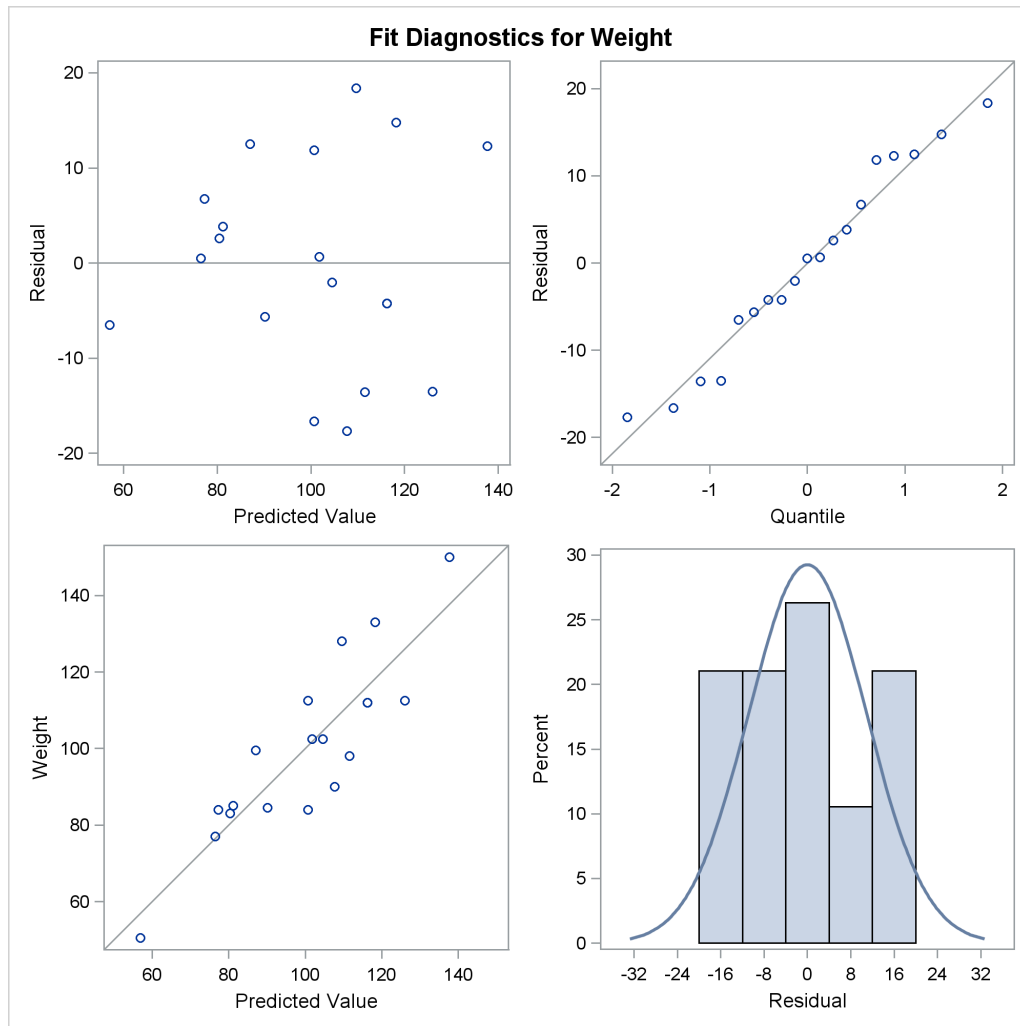 Fit Diagnostics for Weight
20
10
0
-10
-20
Residual
60 80 100 120 140
Predicted Value
20
10
0
-10
-20
Residual
-2 -1 0 1 2
Quantile
140
120
100
80
60
Weight
60 80 100 120 140
Predicted Value
30
25
20
15
10
5
0
Percent
-32 -24 -16 -8 0 8 16 24 32
Residual